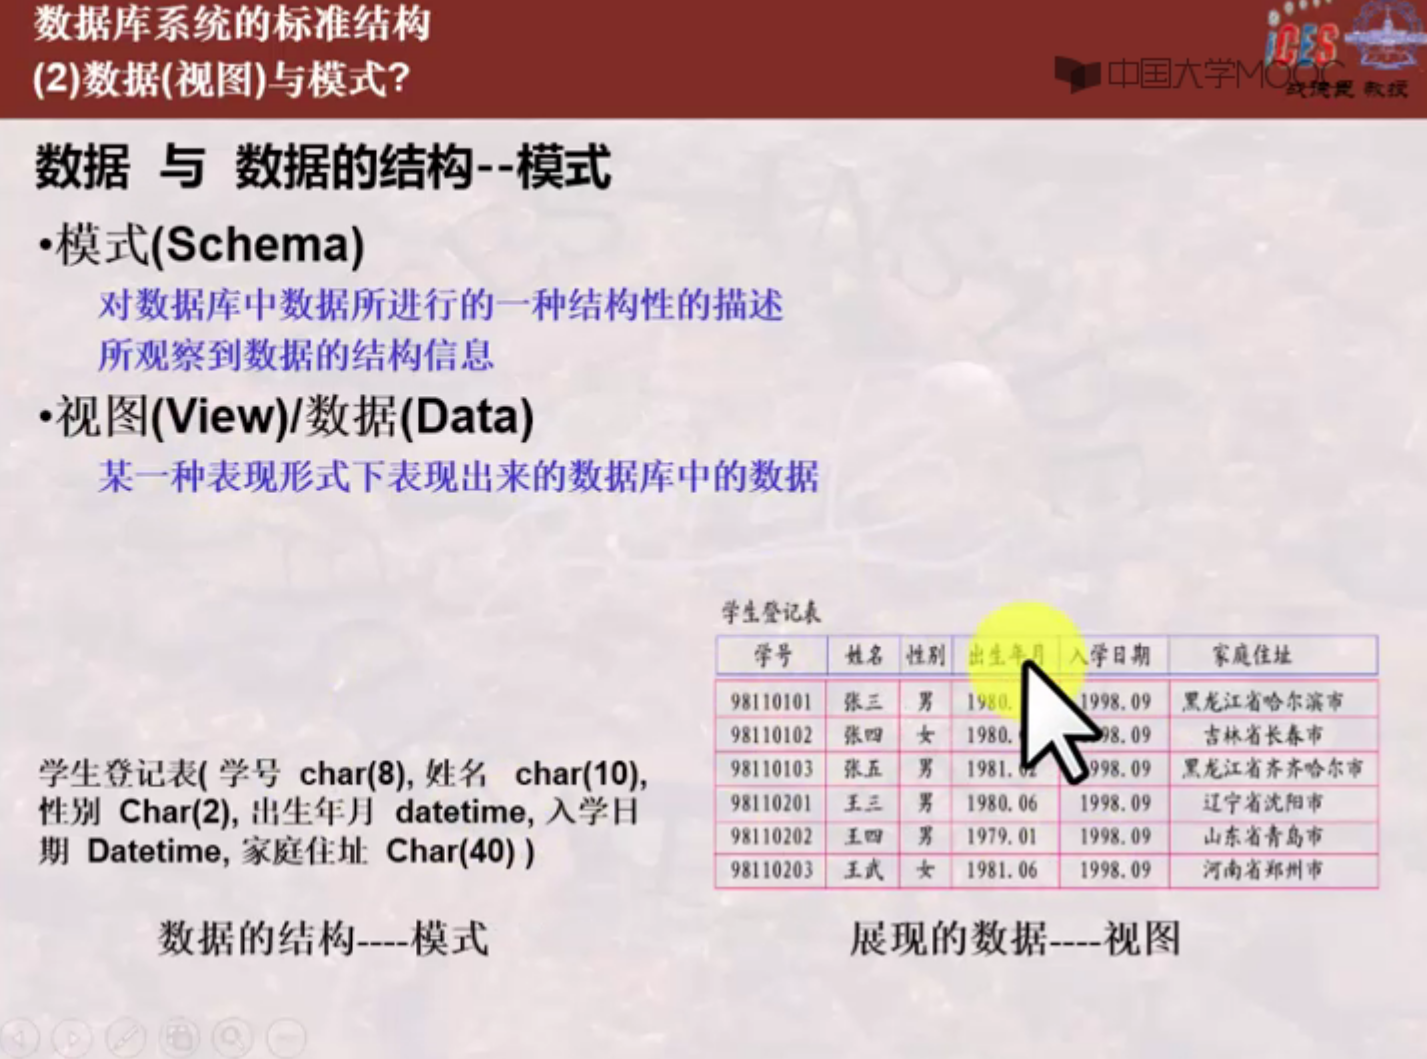 数据库系统的标准结构
(2)数据(视图)与模式?
iCES
中国大学MOOC
战德臣 教授
数据 与 数据的结构--模式
•模式(Schema)
对数据库中数据所进行的一种结构性的描述
所观察到数据的结构信息
•视图(View)/数据(Data)
某一种表现形式下表现出来的数据库中的数据
学生登记表
学号 姓名 性别 出生年月 入学日期 家庭住址
98110101 张三 男 1980. 1998.09 黑龙江省哈尔滨市
98110102 张四 女 1980. 98.09 吉林省长春市
98110103 张五 男 1981.02 1998.09 黑龙江省齐齐哈尔市
98110201 王三 男 1980.06 1998.09 辽宁省沈阳市
98110202 王四 男 1979.01 1998.09 山东省青岛市
98110203 王武 女 1981.06 1998.09 河南省郑州市
学生登记表( 学号 char(8), 姓名 char(10),
性别 Char(2), 出生年月 datetime, 入学日
期 Datetime, 家庭住址 Char(40) )
数据的结构----模式
展现的数据----视图